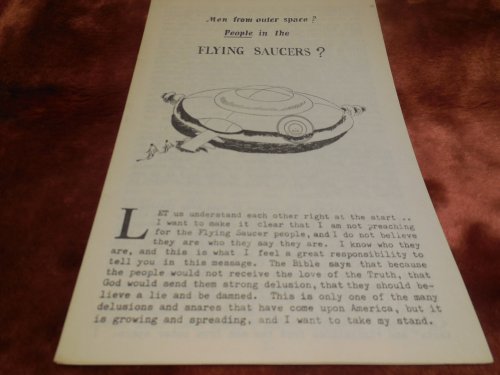 Men from outer space?
People in the
FLYING SAUCERS?
LET us understand each other right at the start ..
I want to make it clear that I am not preaching
for the Flying Saucer people, and I do not believe
they are who they say they are. I know who they
are, and this is what I feel a great responsibility to
tell you in this message. The Bible says that because
the people would not receive the love of the Truth, that
God would send them strong delusion, that they should be-
lieve a lie and be damned. This is only one of the many
delusions and snares that have come upon America, but it
is growing and spreading, and I want to take my stand.